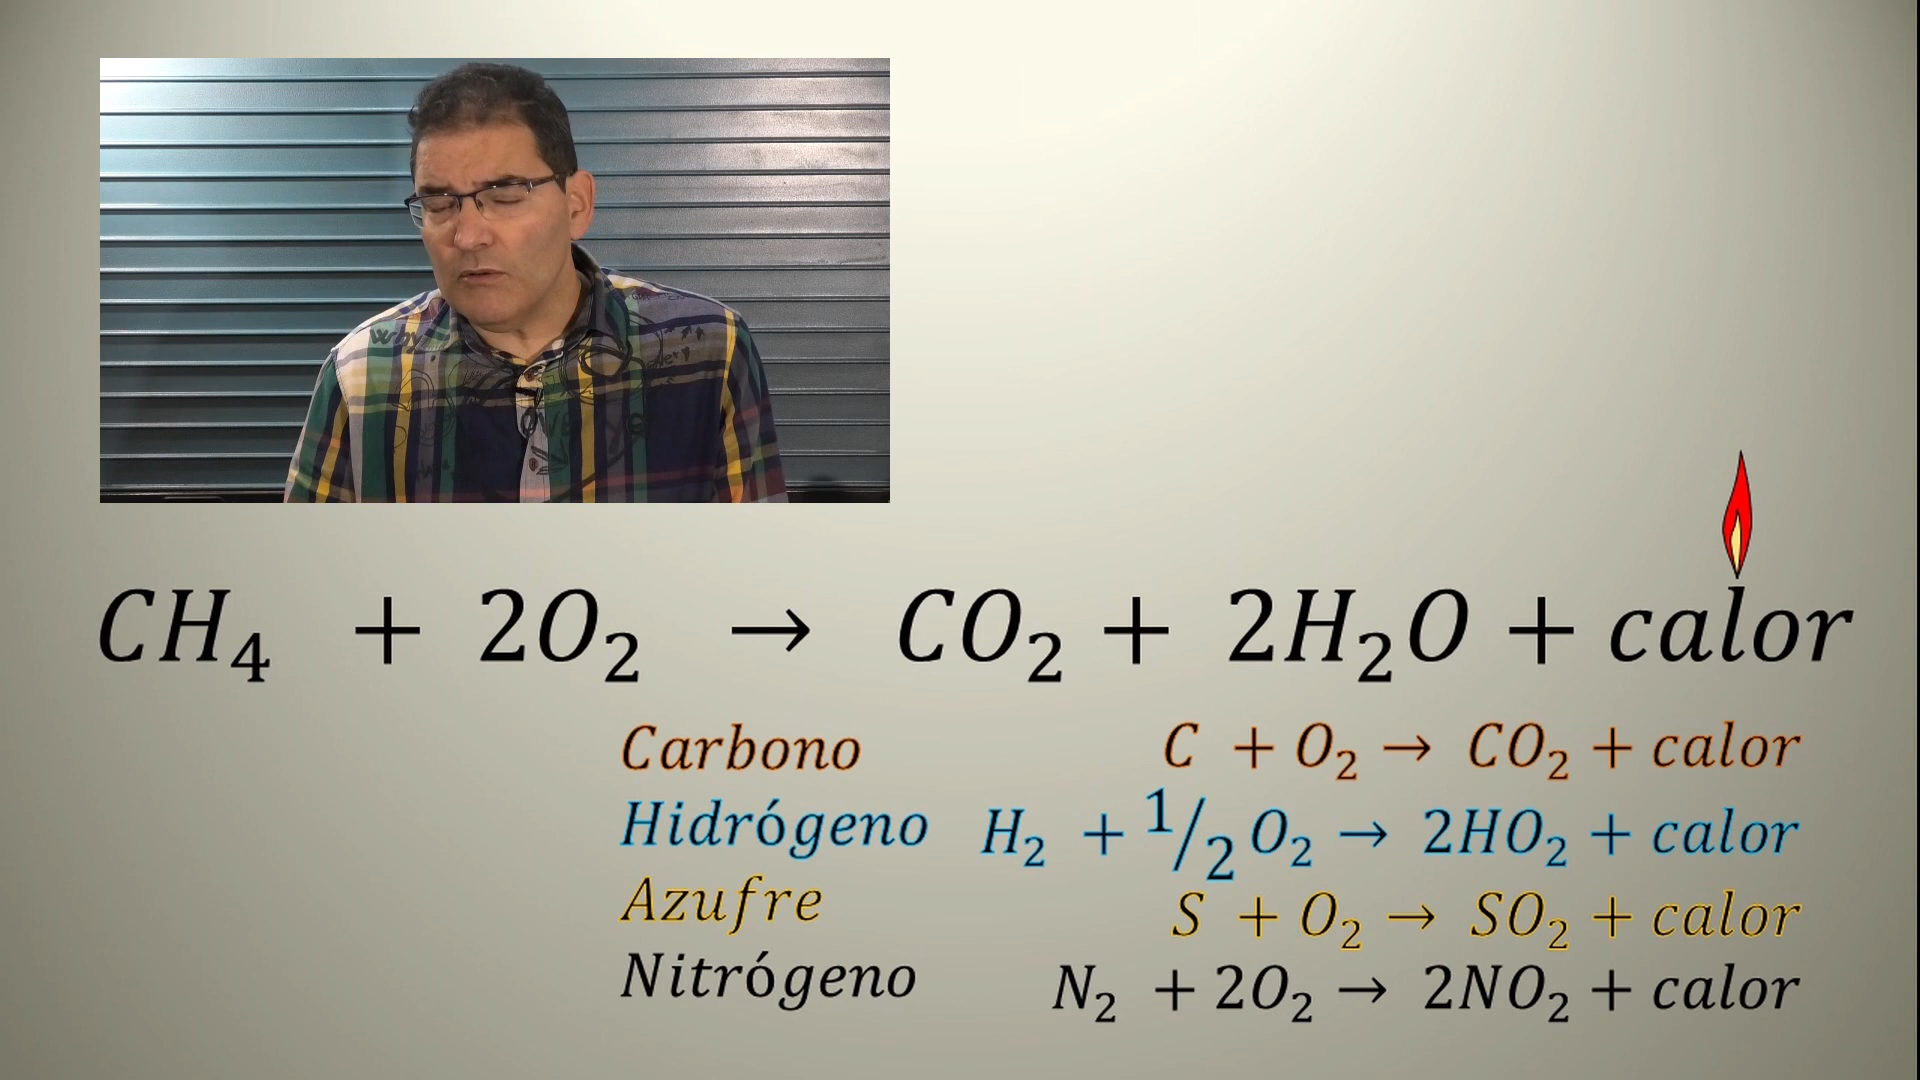 why
CH₄ + 2O₂ → CO₂ + 2H₂O + calor
Carbono C + O₂ → CO₂ + calor
Hidrógeno H₂ + 1/2 O₂ → 2HO₂ + calor
Azufre S + O₂ → SO₂ + calor
Nitrógeno N₂ + 2O₂ → 2NO₂ + calor